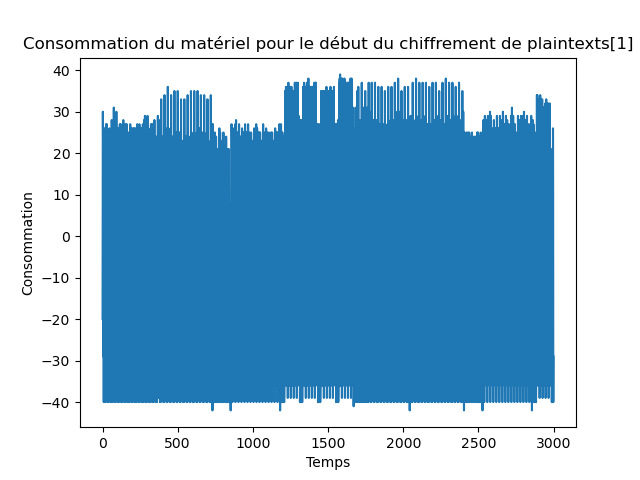 Consommation du matériel pour le début du chiffrement de plaintexts[1]
40
30
20
10
0
−10
−20
−30
−40
Consommation
0 500 1000 1500 2000 2500 3000
Temps